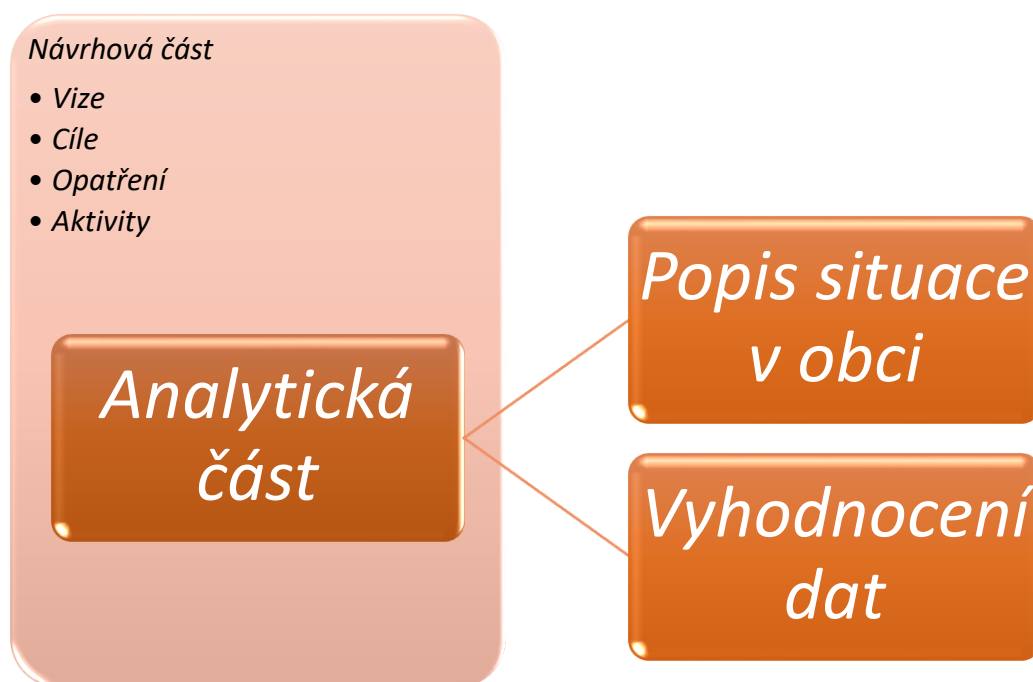 Návrhová část
• Vize
• Cíle
• Opatření
• Aktivity
Analytická
část
Popis situace
v obci
Vyhodnocení
dat